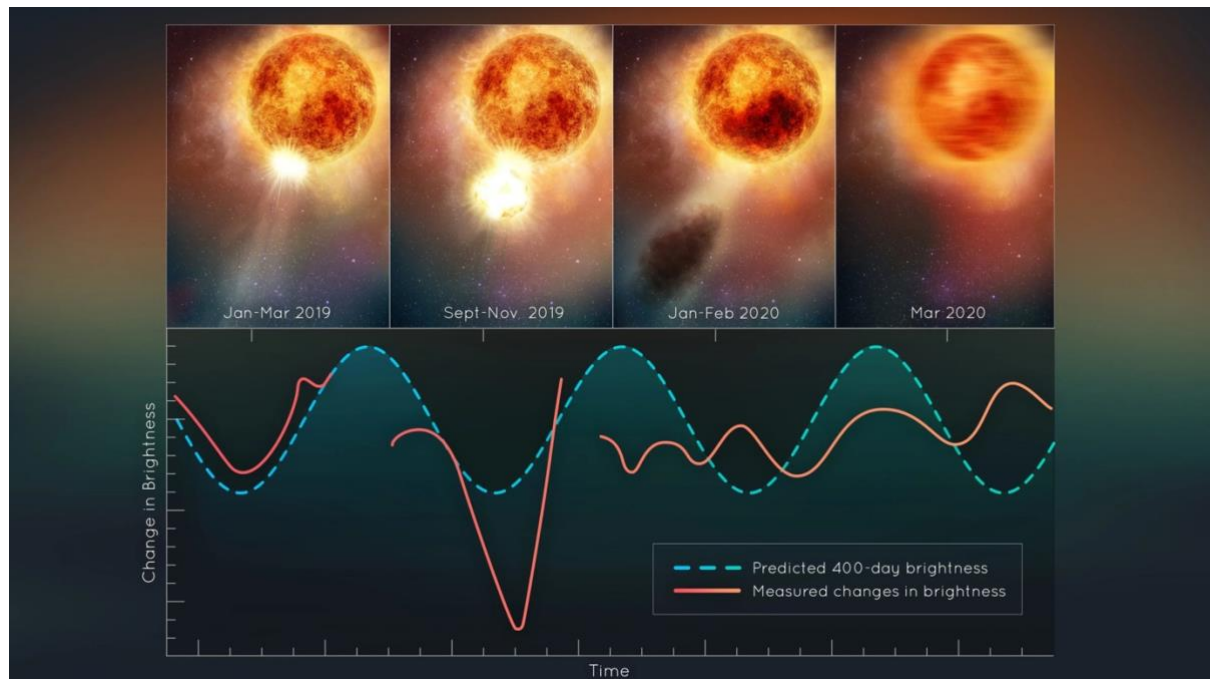 Jan-Mar 2019
Sept-Nov 2019
Jan-Feb 2020
Mar 2020
Change in Brightness
Predicted 400-day brightness
Measured changes in brightness
Time